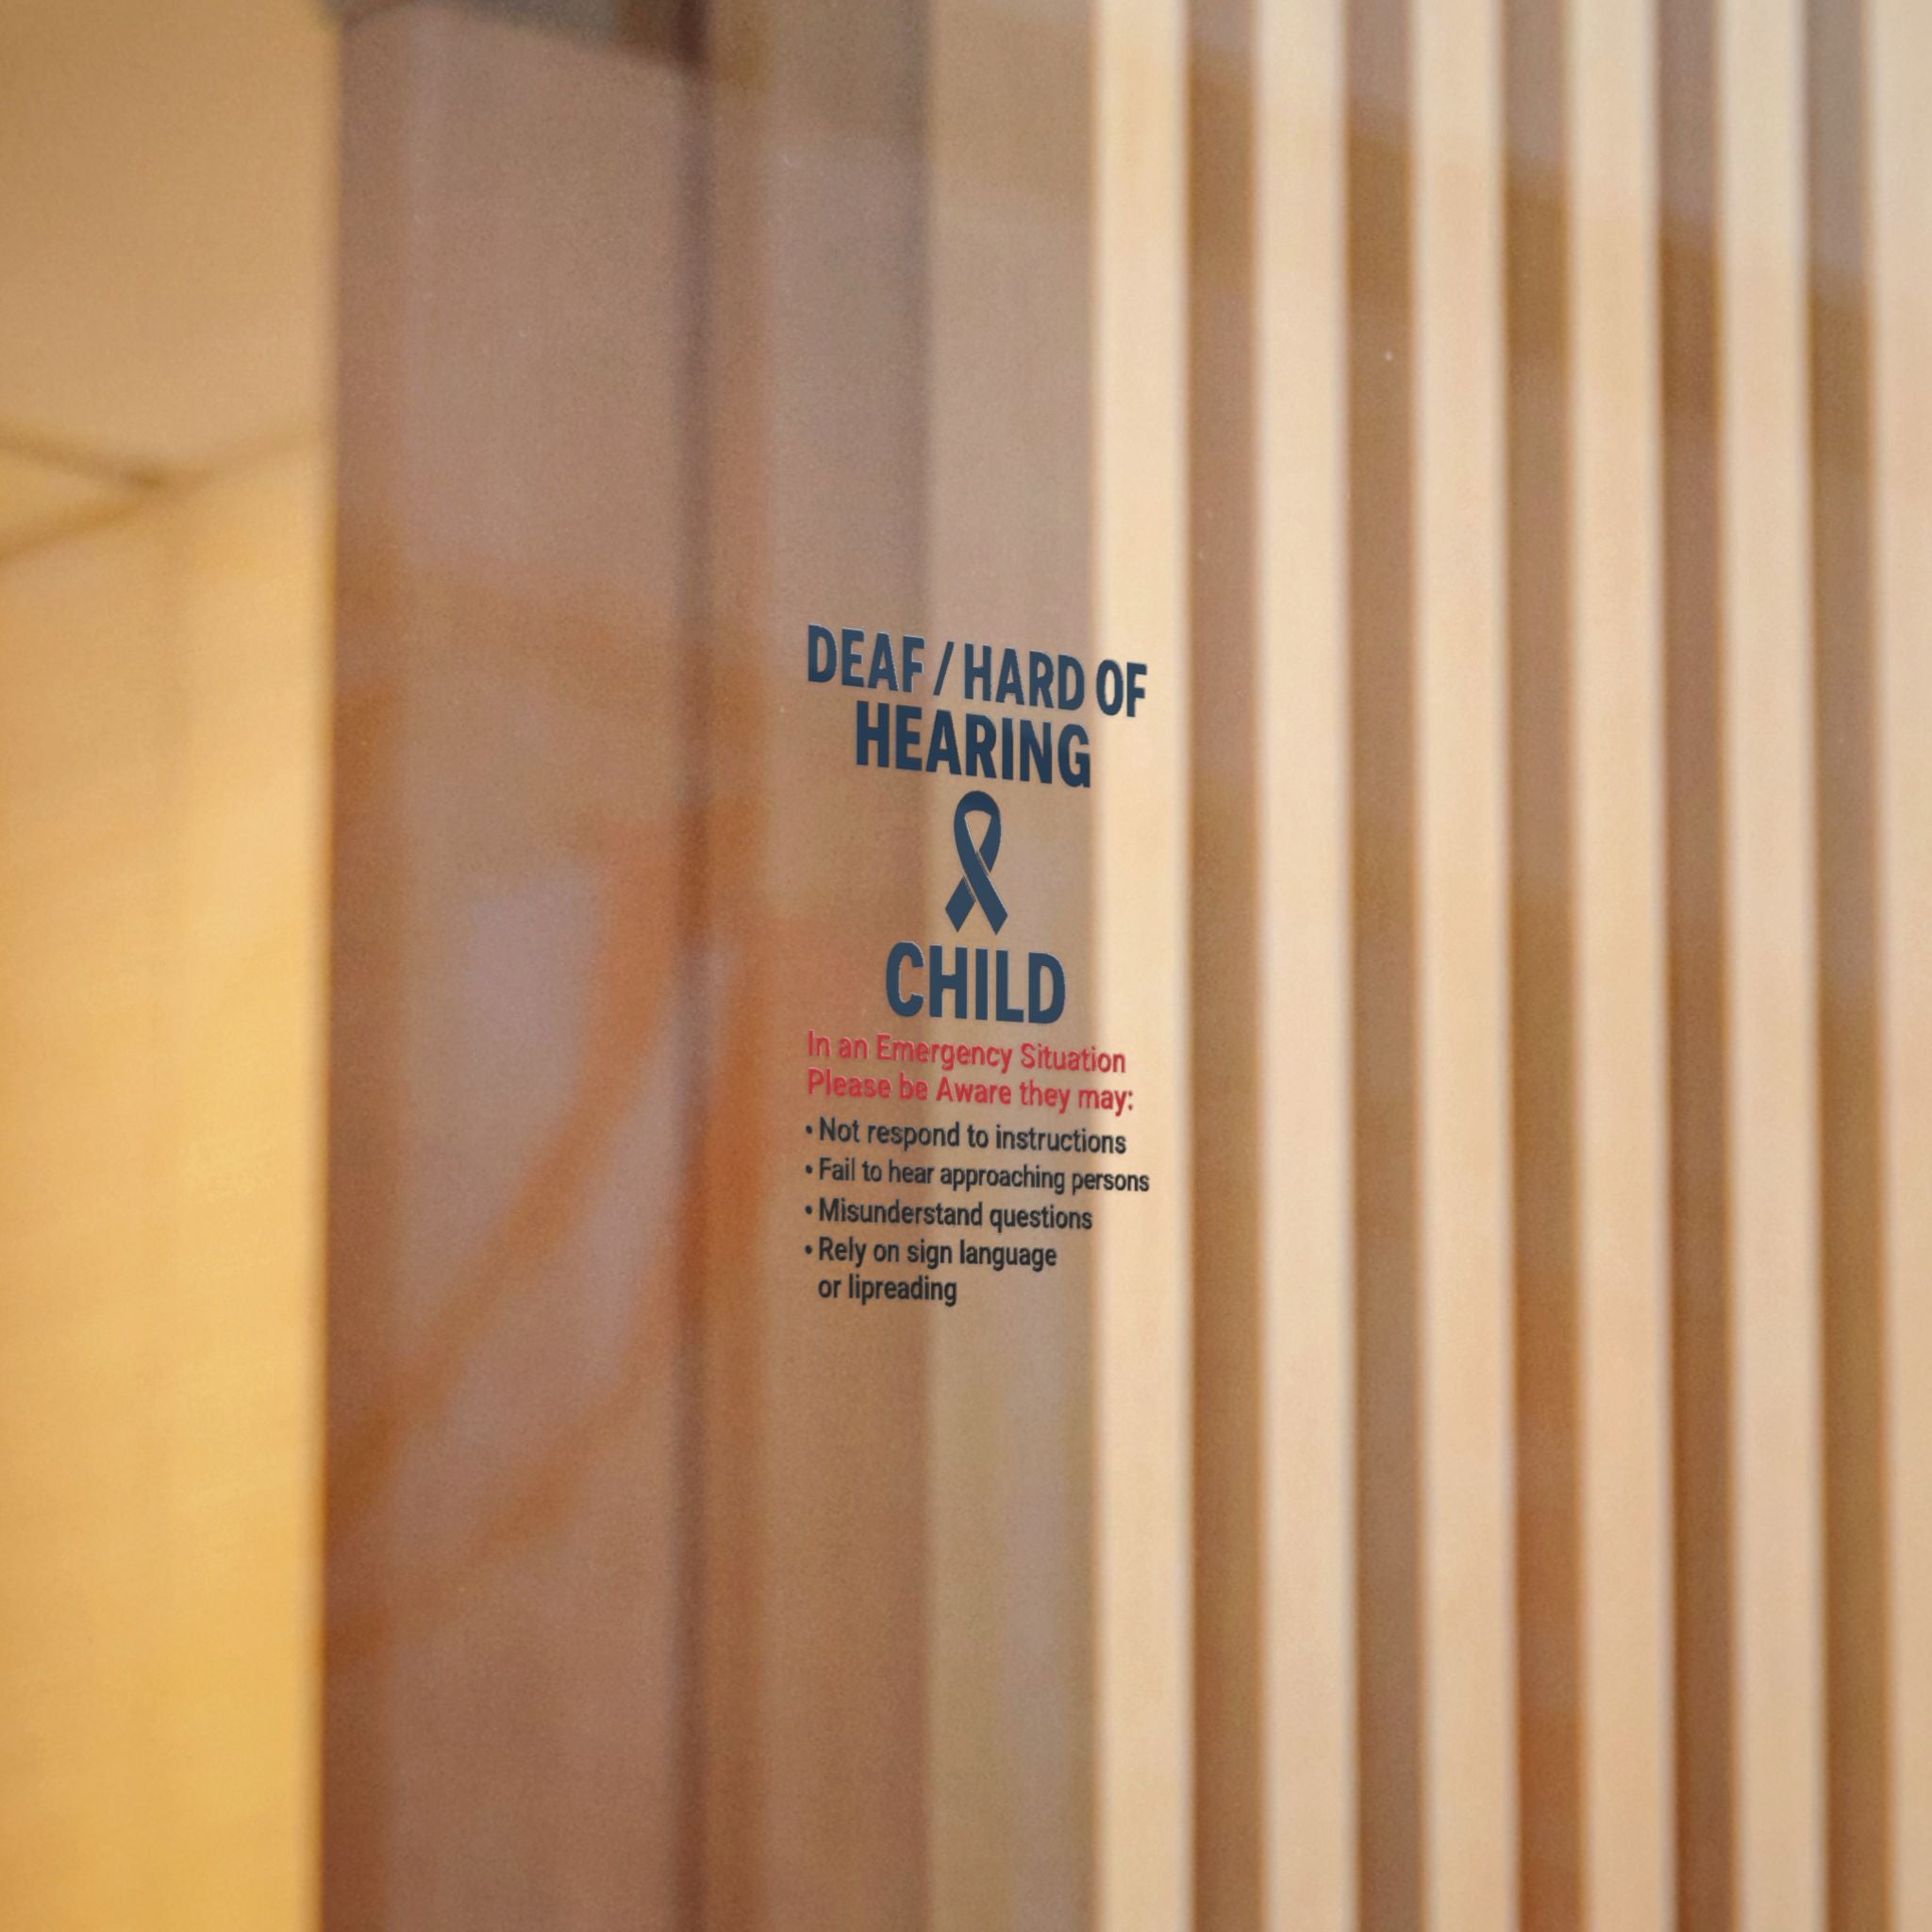 DEAF / HARD OF
HEARING
CHILD
In an Emergency Situation
Please be Aware they may:
• Not respond to instructions
• Fail to hear approaching persons
• Misunderstand questions
• Rely on sign language
or lipreading